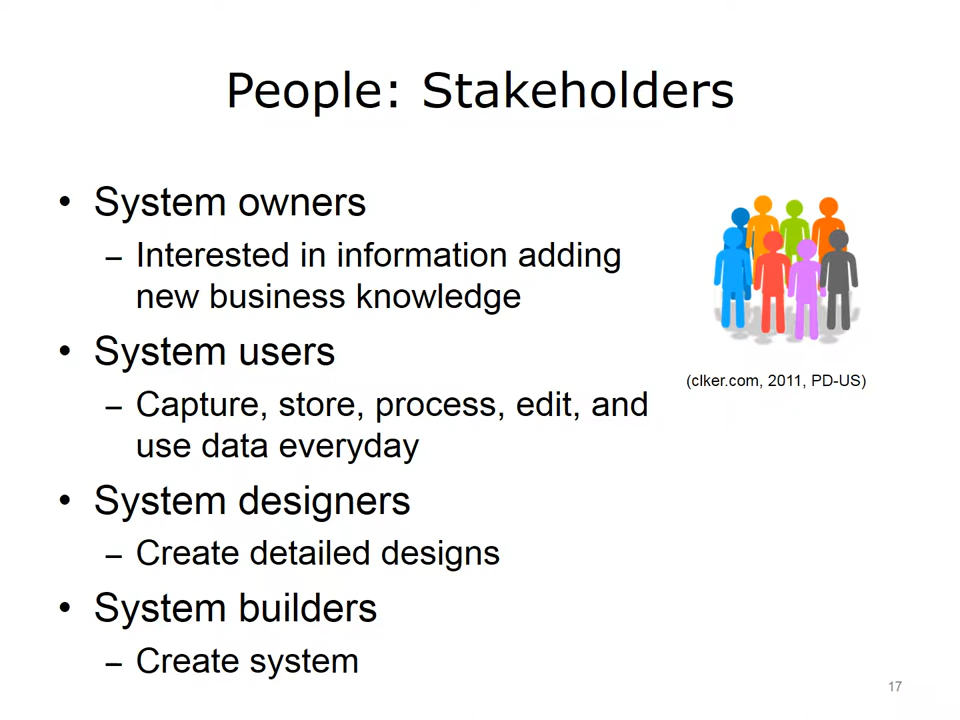 People: Stakeholders
• System owners
– Interested in information adding
new business knowledge
• System users
– Capture, store, process, edit, and
use data everyday
• System designers
– Create detailed designs
• System builders
– Create system
(clker.com, 2011, PD-US)
17